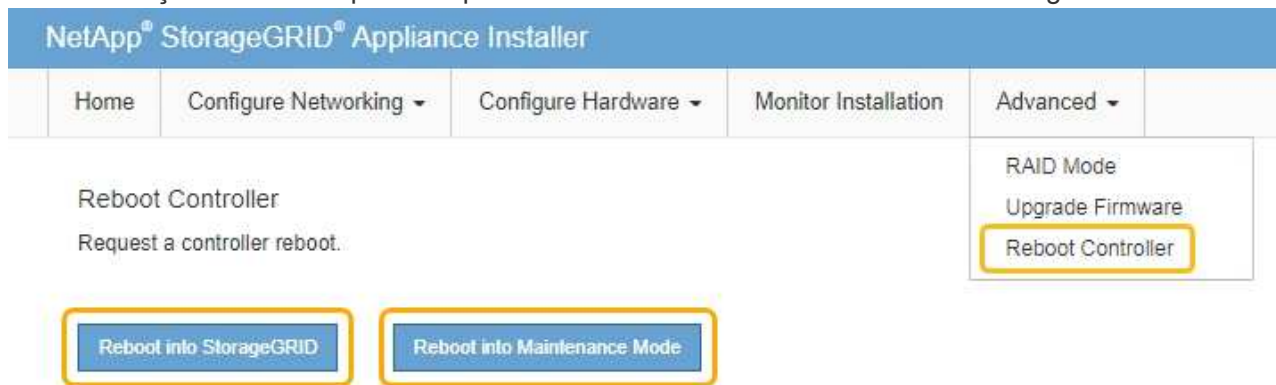 NetApp® StorageGRID® Appliance Installer
Home Configure Networking Configure Hardware Monitor Installation Advanced
RAID Mode
Upgrade Firmware
Reboot Controller
Reboot Controller
Request a controller reboot.
Reboot into StorageGRID Reboot into Maintenance Mode